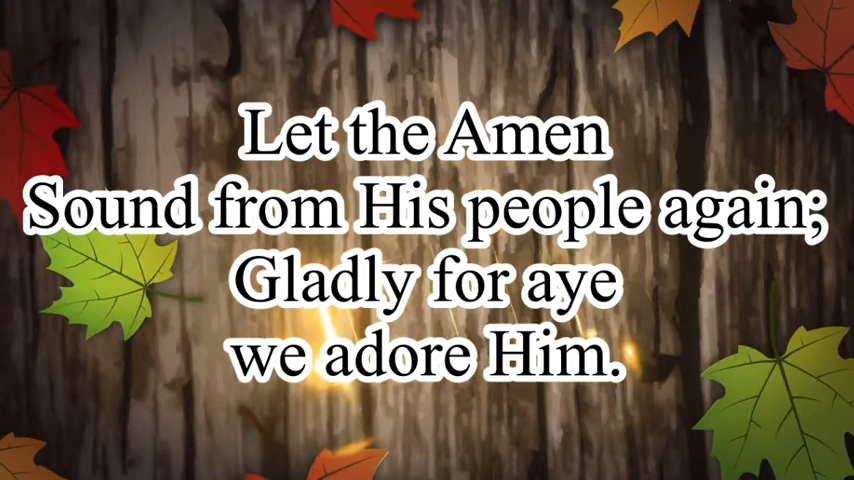 Let the Amen
Sound from His people again;
Gladly for aye
we adore Him.